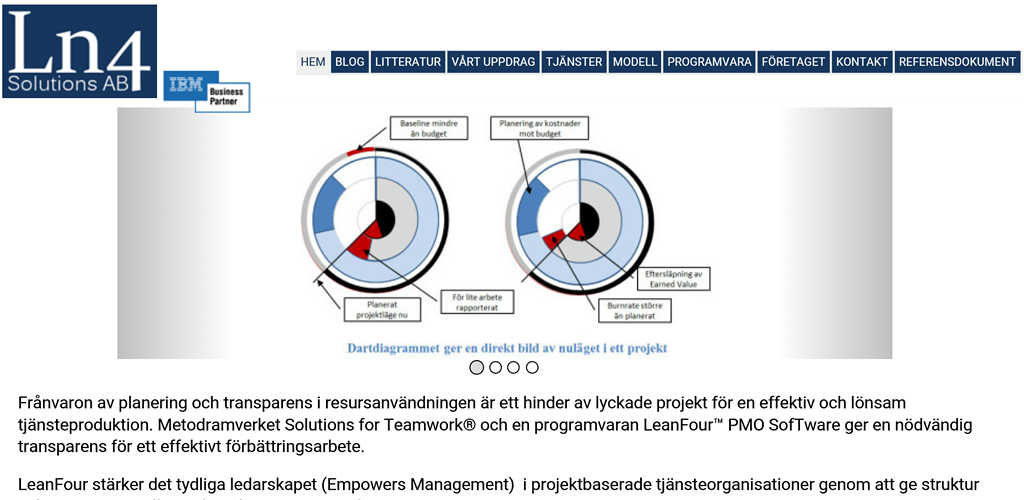 Ln4
Solutions AB
IBM
Business
Partner
HEM BLOG LITTERATUR VÅRT UPPDRAG TJÄNSTER MODELL PROGRAMVARA FÖRETAGET KONTAKT REFERENSDOKUMENT
Baseline mindre
än budget
Planering av kostnader
mot budget
Planerat
projektläge nu
För lite arbete
rapporterat
Eftersläpning av
Earned Value
Burnrate större
än planerat
Dartdiagrammet ger en direkt bild av nuläget i ett projekt
Frånvaron av planering och transparens i resursanvändningen är ett hinder av lyckade projekt för en effektiv och lönsam
tjänsteproduktion. Metodramverket Solutions for Teamwork® och en programvaran LeanFour™ PMO SofTware ger en nödvändig
transparens för ett effektivt förbättringsarbete.
LeanFour stärker det tydliga ledarskapet (Empowers Management)  i projektbaserade tjänsteorganisationer genom att ge struktur